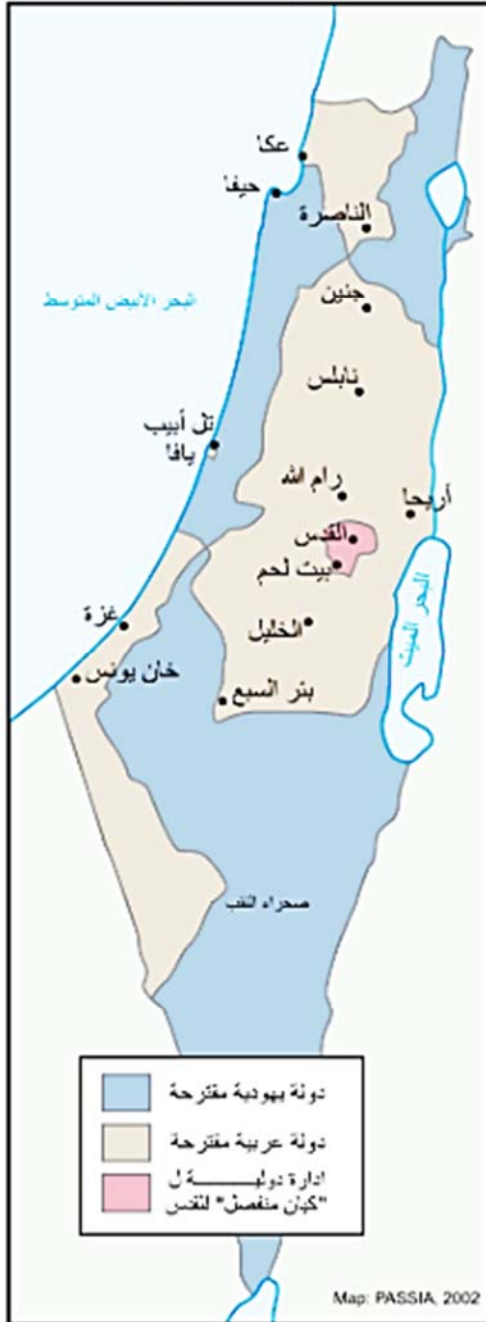 عكا
حيفا
الناصرة
جنين
البحر الأبيض المتوسط
نابلس
تل أبيب
يافا
رام الله
أريحا
القدس
بيت لحم
البحر الميت
غزة
الخليل
خان يونس
بئر السبع
صحراء النقب
دولة يهودية مقترحة
دولة عربية مقترحة
ادارة دوليـــــة ل
"كيان منفصل" للقدس
Map: PASSIA, 2002